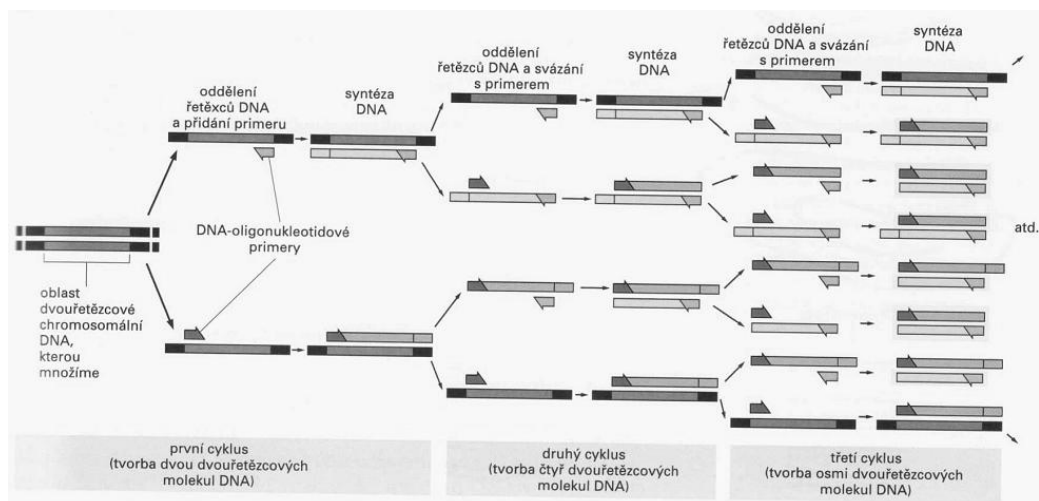 oddělení
řetěxců DNA
a přidání primeru
syntéza
DNA
oddělení
řetězců DNA a svázání
s primerem
syntéza
DNA
oddělení
řetězců DNA a svázání
s primerem
syntéza
DNA
DNA-oligonukleotidové
primery
oblast
dvouřetězcové
chromosomální
DNA,
kterou
množíme
atd.
první cyklus
(tvorba dvou dvouřetězcových
molekul DNA)
druhý cyklus
(tvorba čtyř dvouřetězcových
molekul DNA)
třetí cyklus
(tvorba osmi dvouřetězcových
molekul DNA)